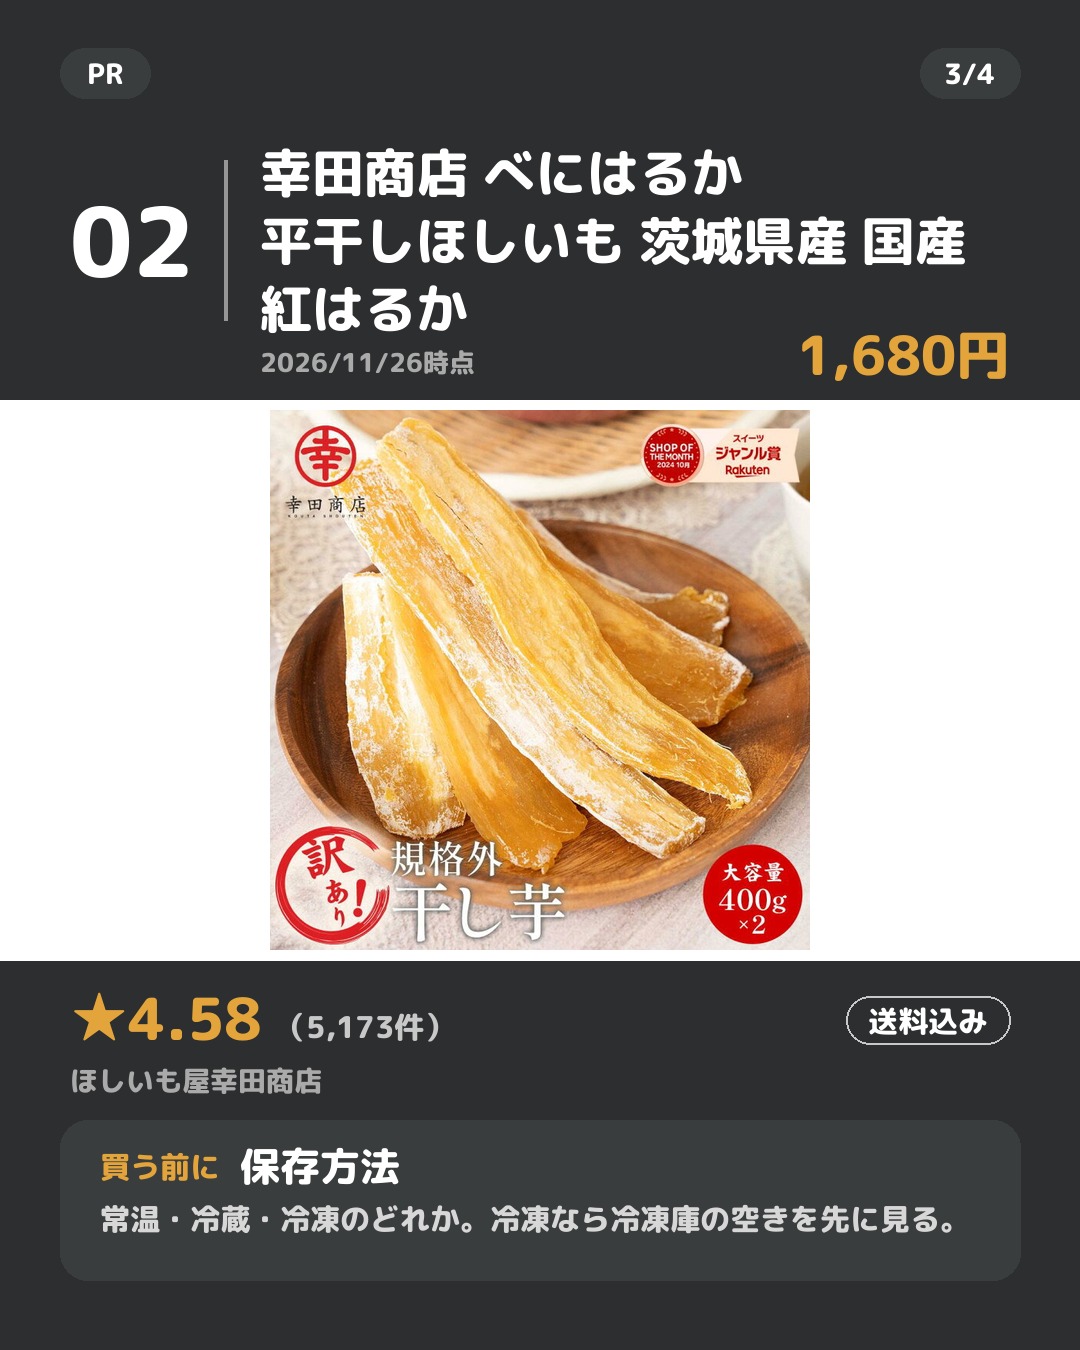 PR
3/4
02
幸田商店 べにはるか
平干しほしいも 茨城県産 国産
紅はるか
2026/11/26時点
1,680円
幸
幸田商店
KOUTA SHOUTEN
SHOP OF
THE MONTH
2024 10月
スイーツ
ジャンル賞
Rakuten
訳あり!
規格外
干し芋
大容量
400g
×2
★4.58 (5,173件)
送料込み
ほしいも屋幸田商店
買う前に 保存方法
常温・冷蔵・冷凍のどれか。冷凍なら冷凍庫の空きを先に見る。